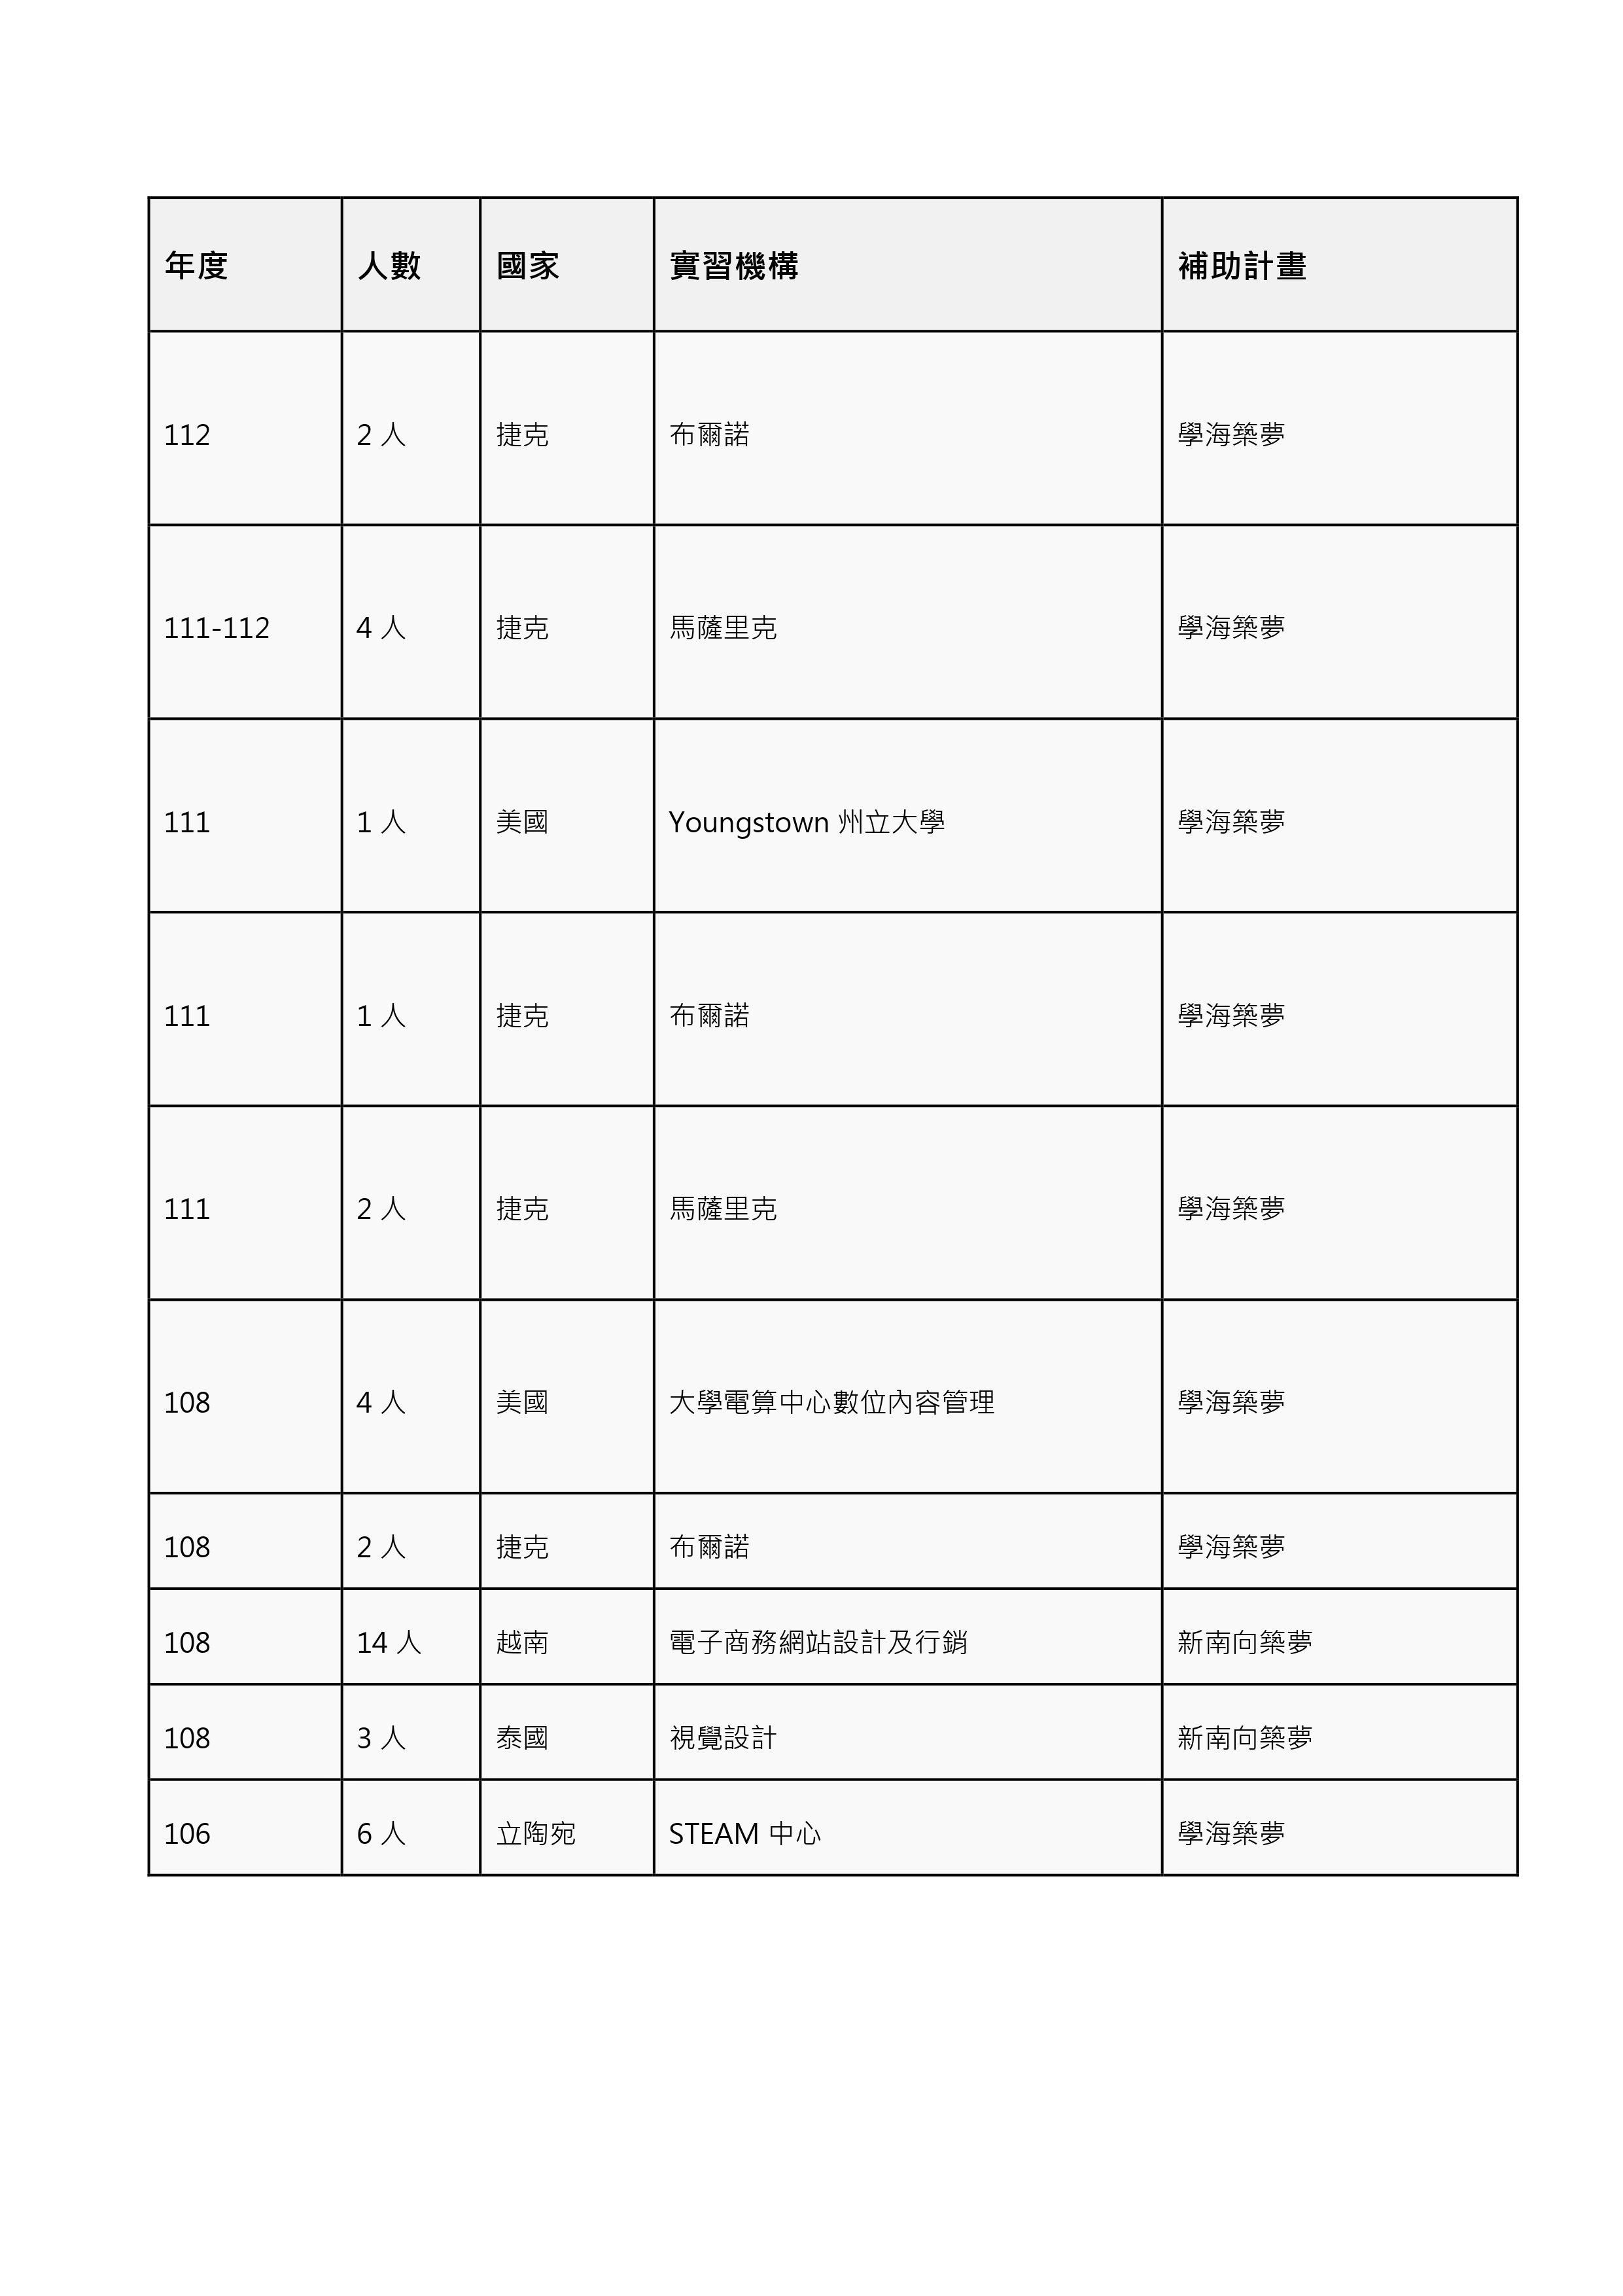 年度 人數 國家 實習機構 補助計畫
112 2 人 捷克 布爾諾 學海築夢
111-112 4 人 捷克 馬薩里克 學海築夢
111 1 人 美國 Youngstown 州立大學 學海築夢
111 1 人 捷克 布爾諾 學海築夢
111 2 人 捷克 馬薩里克 學海築夢
108 4 人 美國 大學電算中心數位內容管理 學海築夢
108 2 人 捷克 布爾諾 學海築夢
108 14 人 越南 電子商務網站設計及行銷 新南向築夢
108 3 人 泰國 視覺設計 新南向築夢
106 6 人 立陶宛 STEAM 中心 學海築夢